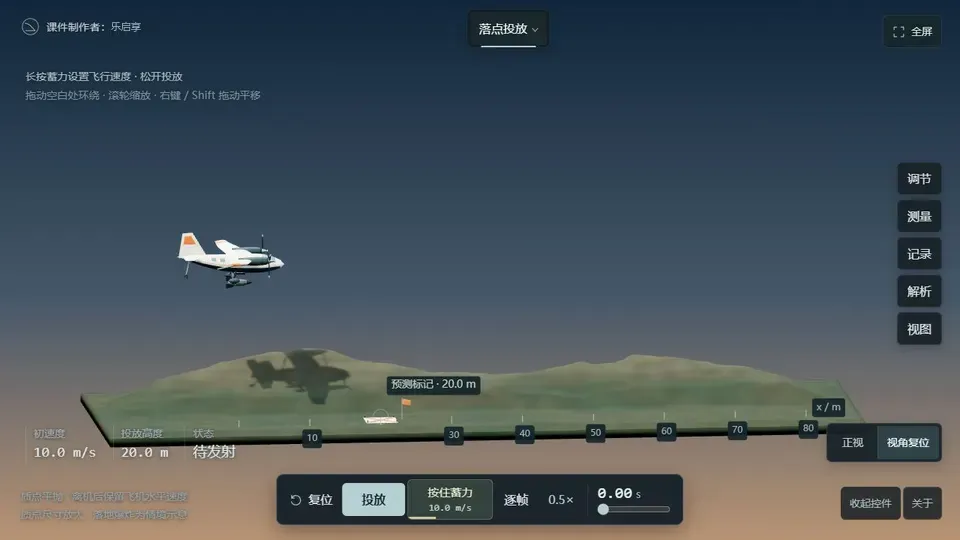 课件制作者：乐启享
落点投放
全屏
长按蓄力设置飞行速度 · 松开投放
拖动空白处环绕 · 滚轮缩放 · 右键 / Shift 拖动平移
调节
测量
记录
解析
视图
预测标记 · 20.0 m
x / m
10
30
40
50
60
70
80
初速度
10.0 m/s
投放高度
20.0 m
状态
待发射
正视
视角复位
复位
投放
按住蓄力
10.0 m/s
逐帧
0.5×
0.00 s
收起控件
关于